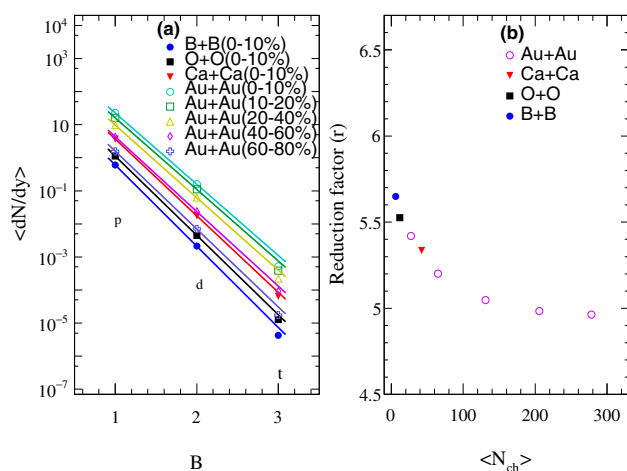 (a)
B+B(0-10%)
O+O(0-10%)
Ca+Ca(0-10%)
Au+Au(0-10%)
Au+Au(10-20%)
Au+Au(20-40%)
Au+Au(40-60%)
Au+Au(60-80%)
10^4
10
10^-1
10^-3
10^-5
10^-7
<dN/dy>
p
d
t
1 2 3
B
(b)
Au+Au
Ca+Ca
O+O
B+B
6.5
6
5.5
5
4.5
Reduction factor (r)
0 100 200 300
<N_ch>